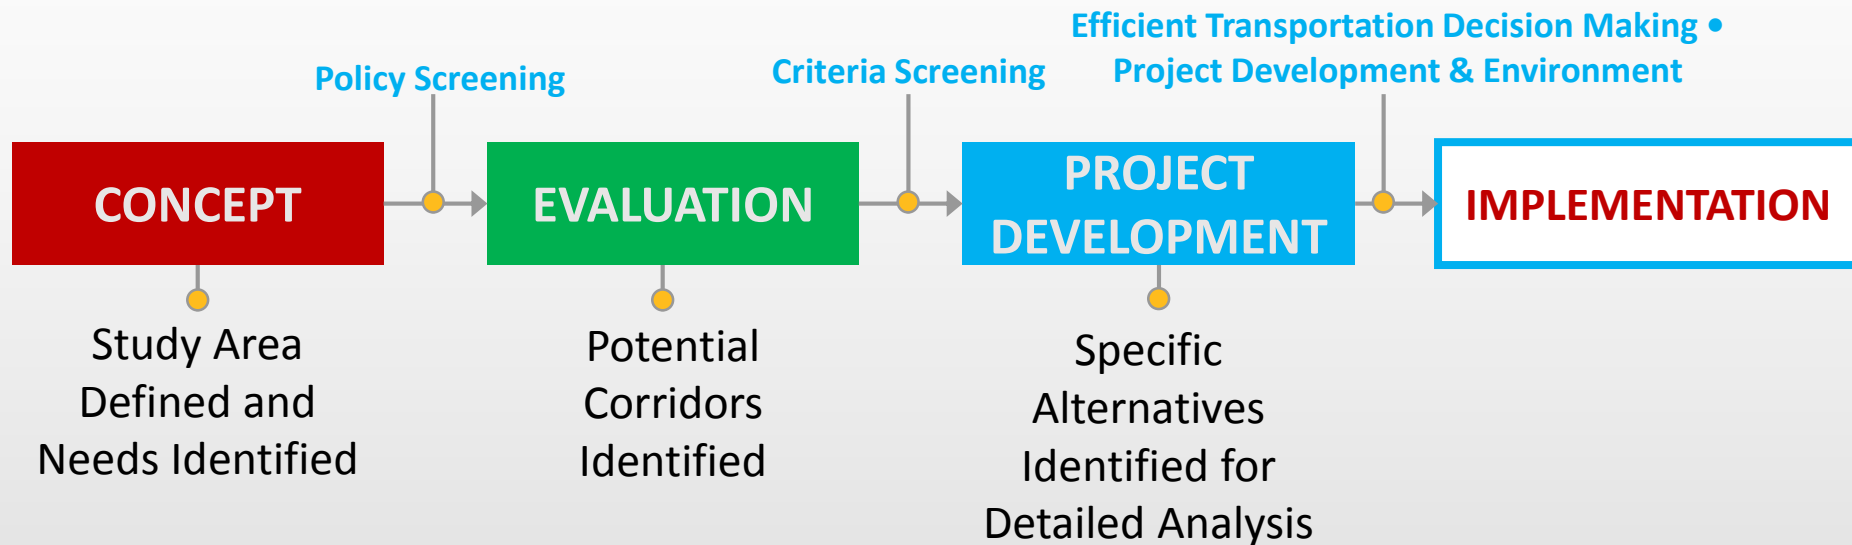 Efficient Transportation Decision Making •
Project Development & Environment
Policy Screening
Criteria Screening
CONCEPT
EVALUATION
PROJECT
DEVELOPMENT
IMPLEMENTATION
Study Area
Defined and
Needs Identified
Potential
Corridors
Identified
Specific
Alternatives
Identified for
Detailed Analysis